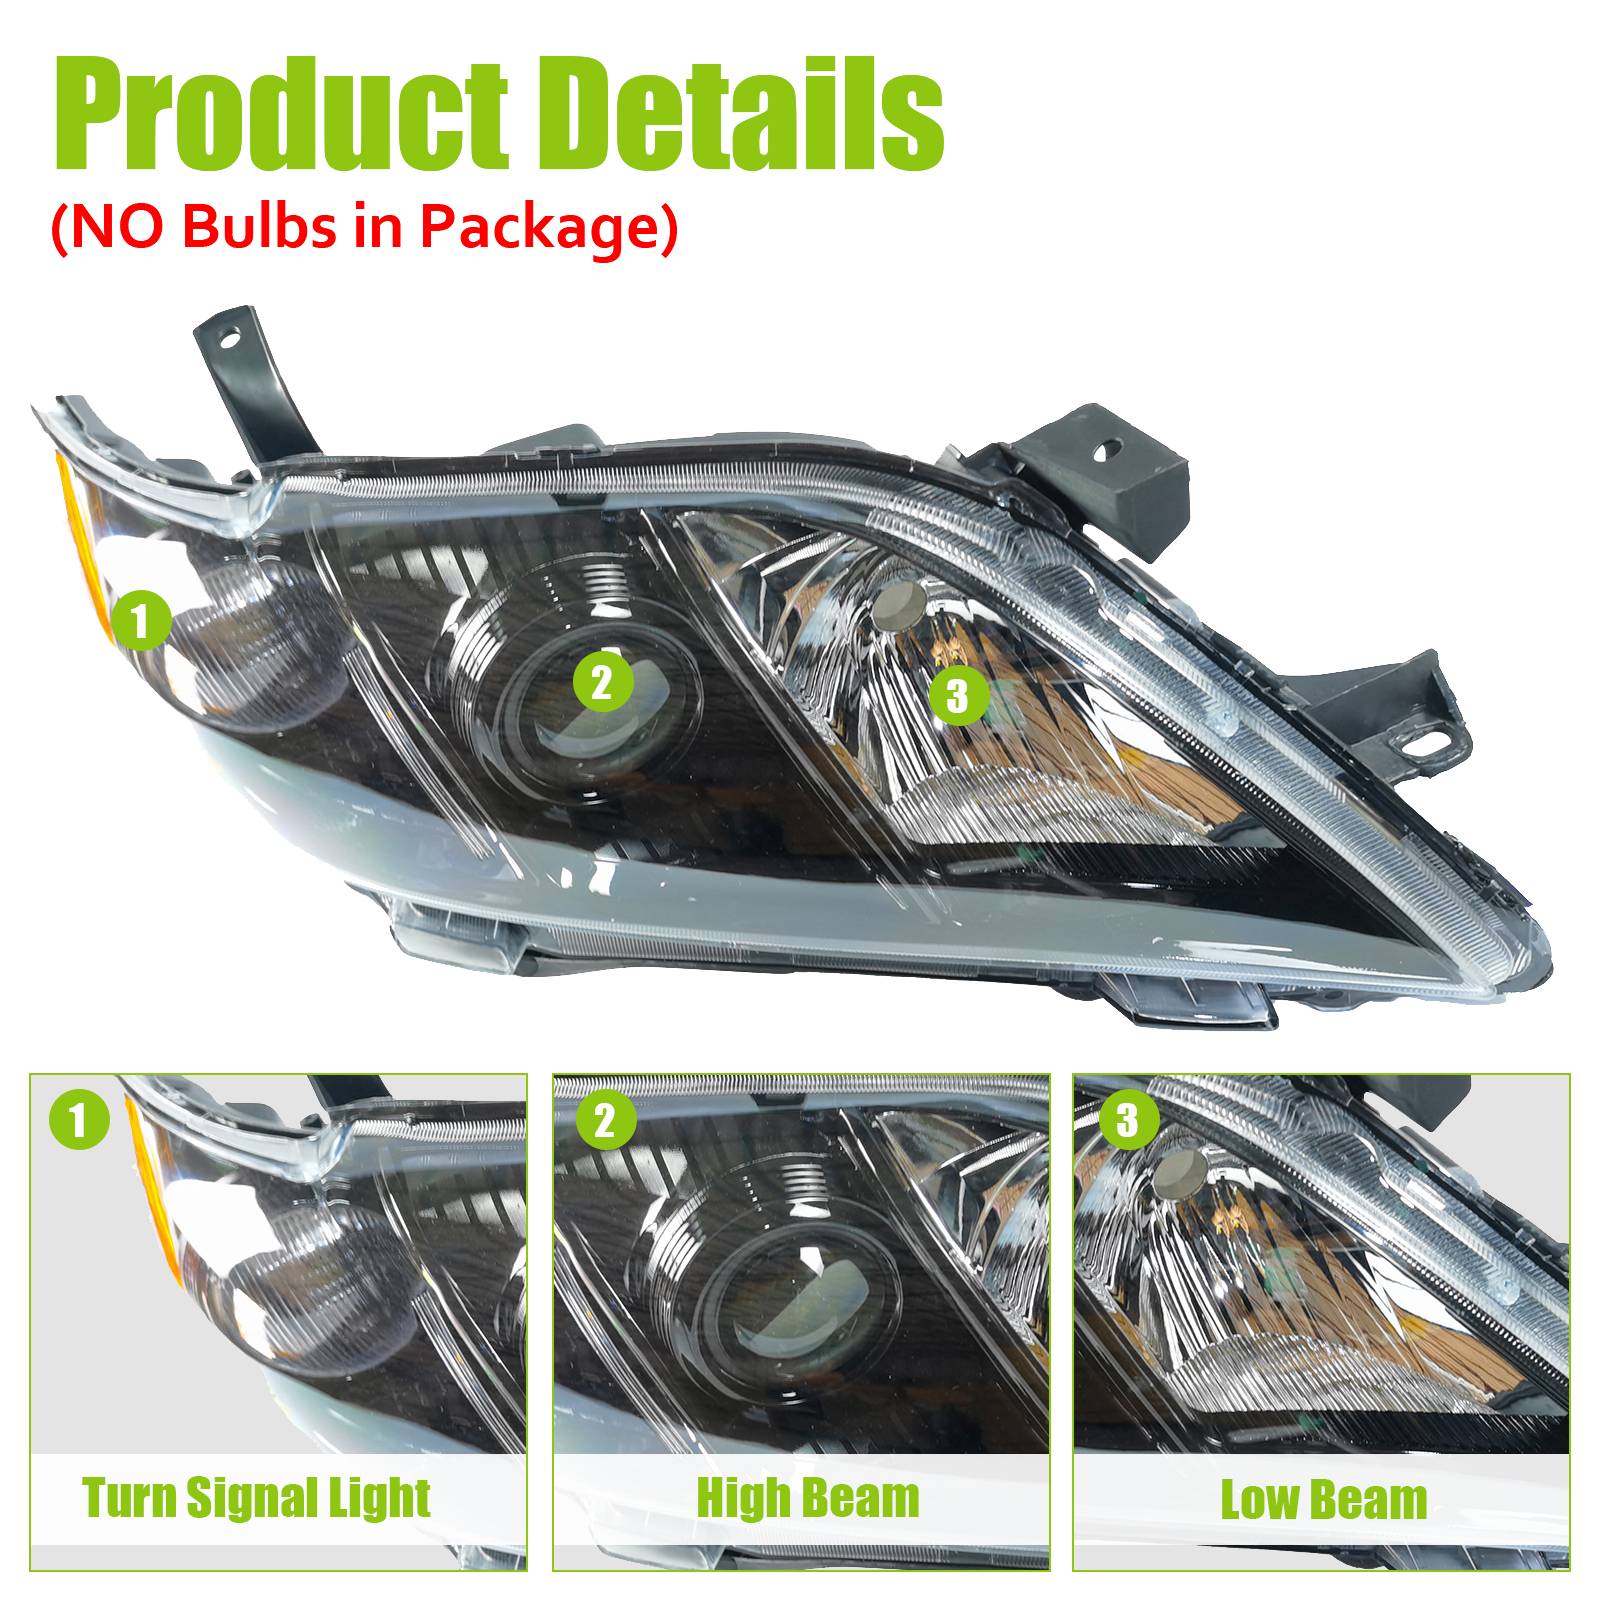 Product Details
(NO Bulbs in Package)
1
2
3
1
2
3
Turn Signal Light
High Beam
Low Beam